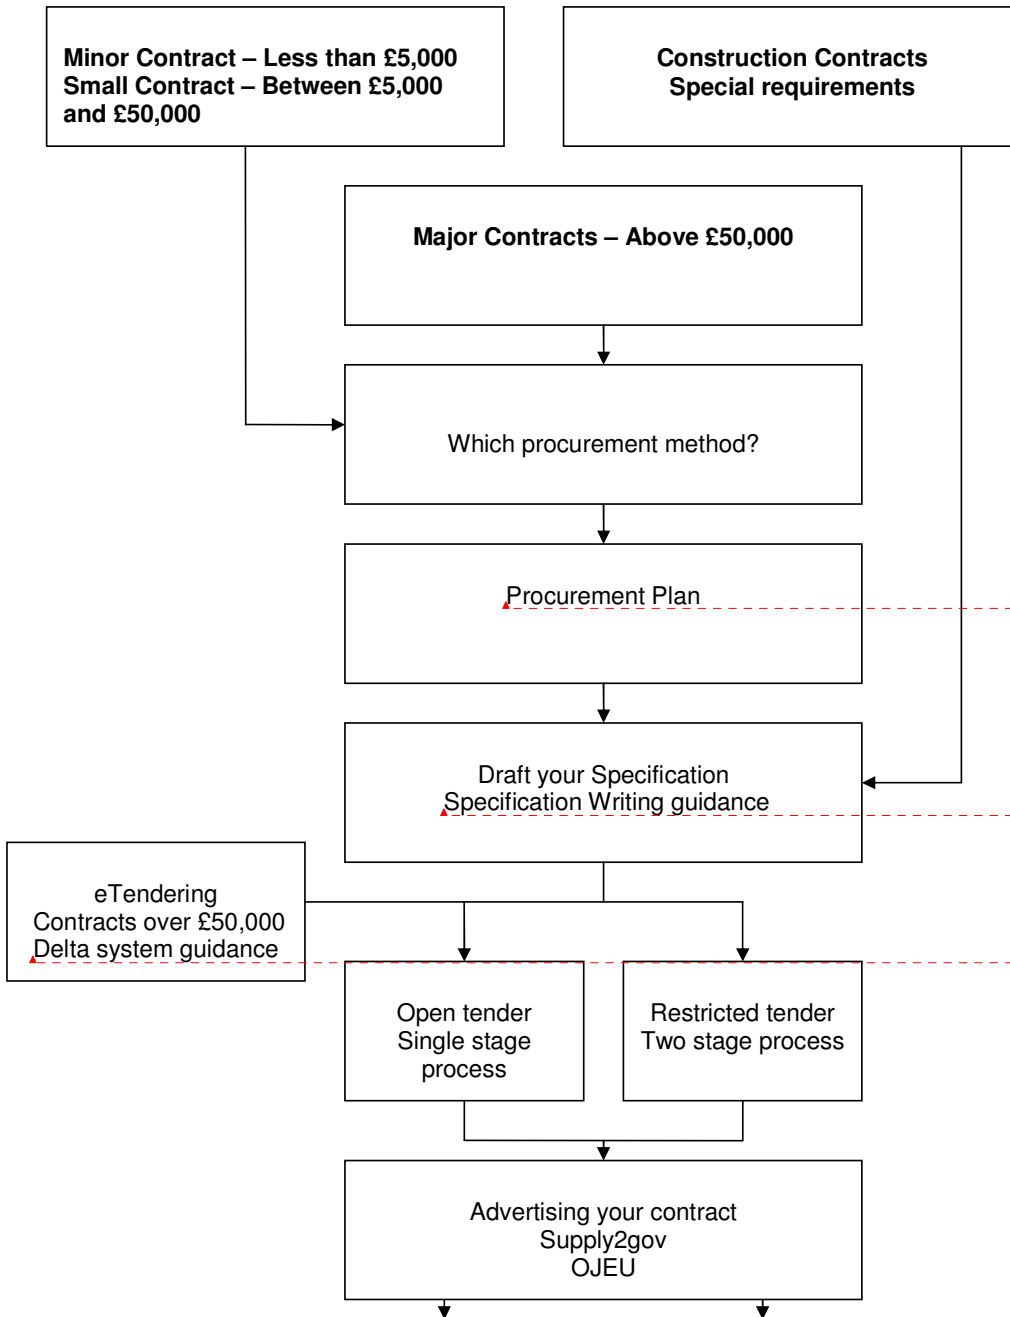 Minor Contract – Less than £5,000
Small Contract – Between £5,000
and £50,000
Construction Contracts
Special requirements
Major Contracts – Above £50,000
Which procurement method?
Procurement Plan
Draft your Specification
Specification Writing guidance
eTendering
Contracts over £50,000
Delta system guidance
Open tender
Single stage
process
Restricted tender
Two stage process
Advertising your contract
Supply2gov
OJEU